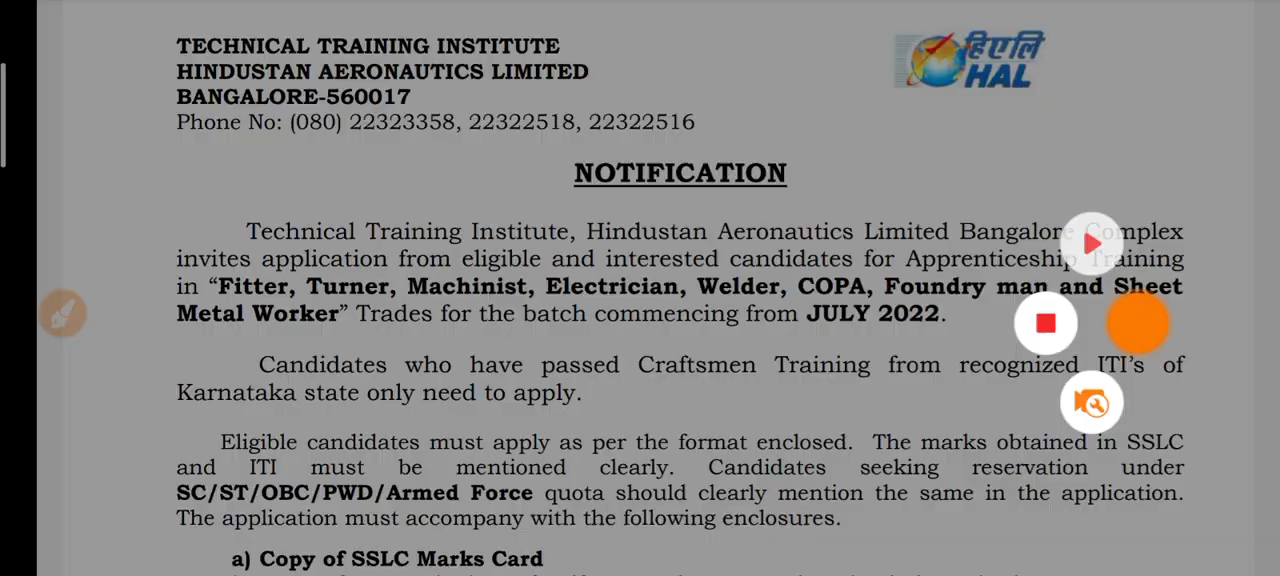 TECHNICAL TRAINING INSTITUTE
HINDUSTAN AERONAUTICS LIMITED
BANGALORE-560017
Phone No: (080) 22323358, 22322518, 22322516
हिएलि
HAL
NOTIFICATION
Technical Training Institute, Hindustan Aeronautics Limited Bangalore Complex
invites application from eligible and interested candidates for Apprenticeship Training
in “Fitter, Turner, Machinist, Electrician, Welder, COPA, Foundry man and Sheet
Metal Worker” Trades for the batch commencing from JULY 2022.
Candidates who have passed Craftsmen Training from recognized ITI’s of
Karnataka state only need to apply.
Eligible candidates must apply as per the format enclosed. The marks obtained in SSLC
and ITI must be mentioned clearly. Candidates seeking reservation under
SC/ST/OBC/PWD/Armed Force quota should clearly mention the same in the application.
The application must accompany with the following enclosures.
a) Copy of SSLC Marks Card